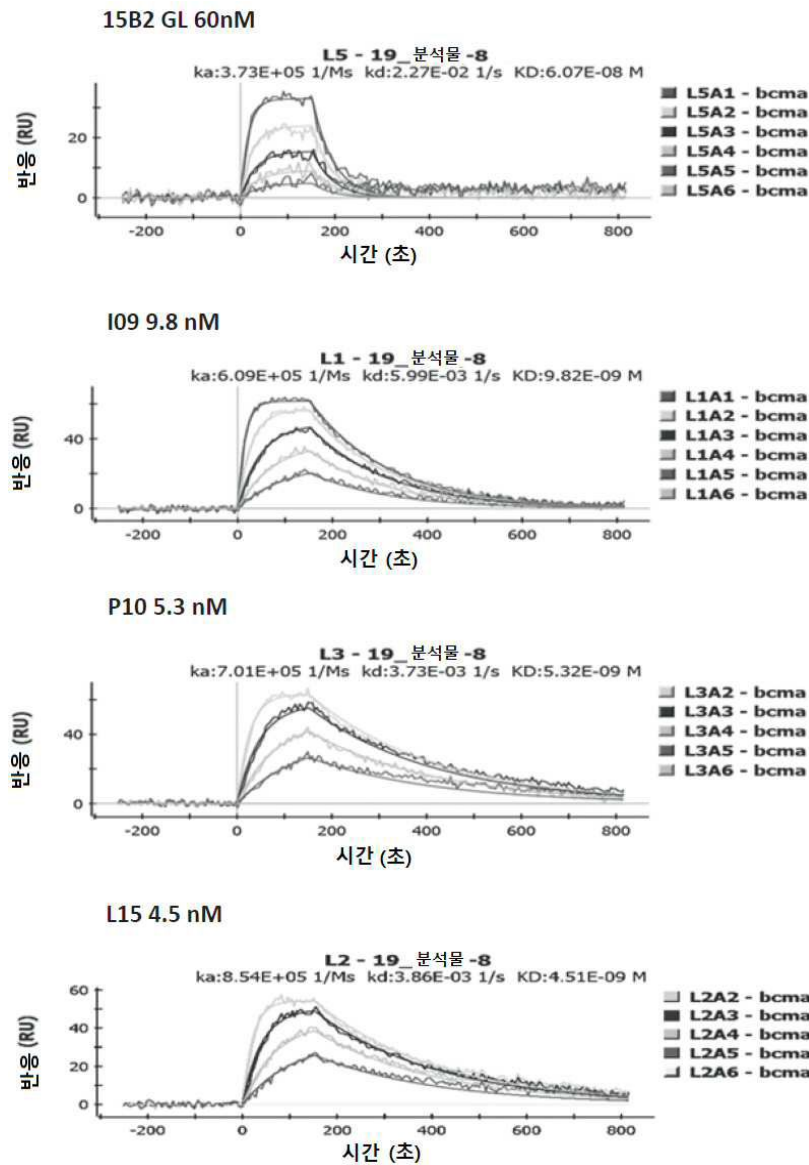 15B2 GL 60nM
L5 - 19_분석물 -8
ka:3.73E+05 1/Ms kd:2.27E-02 1/s KD:6.07E-08 M
반응 (RU)
20
0
-200 0 200 400 600 800
시간 (초)
L5A1 - bcma
L5A2 - bcma
L5A3 - bcma
L5A4 - bcma
L5A5 - bcma
L5A6 - bcma
I09 9.8 nM
L1 - 19_분석물 -8
ka:6.09E+05 1/Ms kd:5.99E-03 1/s KD:9.82E-09 M
반응 (RU)
40
0
-200 0 200 400 600 800
시간 (초)
L1A1 - bcma
L1A2 - bcma
L1A3 - bcma
L1A4 - bcma
L1A5 - bcma
L1A6 - bcma
P10 5.3 nM
L3 - 19_분석물 -8
ka:7.01E+05 1/Ms kd:3.73E-03 1/s KD:5.32E-09 M
반응 (RU)
40
0
-200 0 200 400 600 800
시간 (초)
L3A2 - bcma
L3A3 - bcma
L3A4 - bcma
L3A5 - bcma
L3A6 - bcma
L15 4.5 nM
L2 - 19_분석물 -8
ka:8.54E+05 1/Ms kd:3.86E-03 1/s KD:4.51E-09 M
반응 (RU)
60
40
20
0
-200 0 200 400 600 800
시간 (초)
L2A2 - bcma
L2A3 - bcma
L2A4 - bcma
L2A5 - bcma
L2A6 - bcma